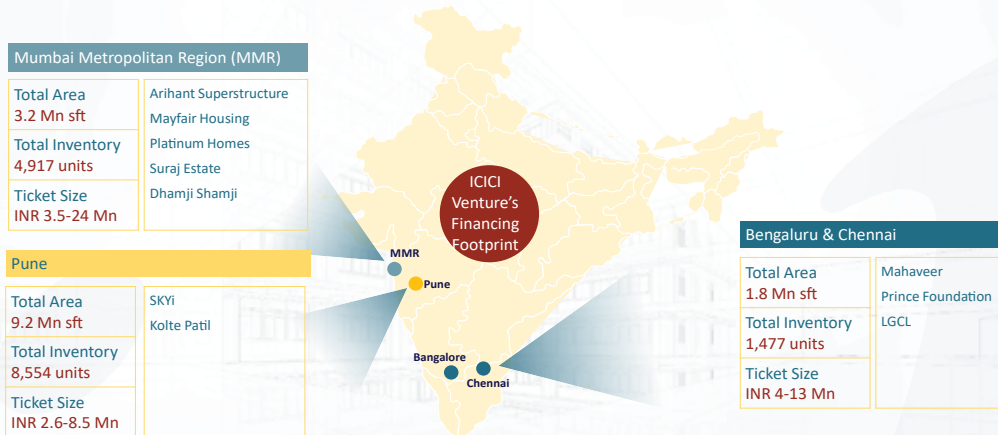 Mumbai Metropolitan Region (MMR)
Total Area
3.2 Mn sft
Total Inventory
4,917 units
Ticket Size
INR 3.5-24 Mn
Arihant Superstructure
Mayfair Housing
Platinum Homes
Suraj Estate
Dhamji Shamji
Pune
Total Area
9.2 Mn sft
Total Inventory
8,554 units
Ticket Size
INR 2.6-8.5 Mn
SKYi
Kolte Patil
ICICI
Venture's
Financing
Footprint
MMR
Pune
Bangalore
Chennai
Bengaluru & Chennai
Total Area
1.8 Mn sft
Total Inventory
1,477 units
Ticket Size
INR 4-13 Mn
Mahaveer
Prince Foundation
LGCL